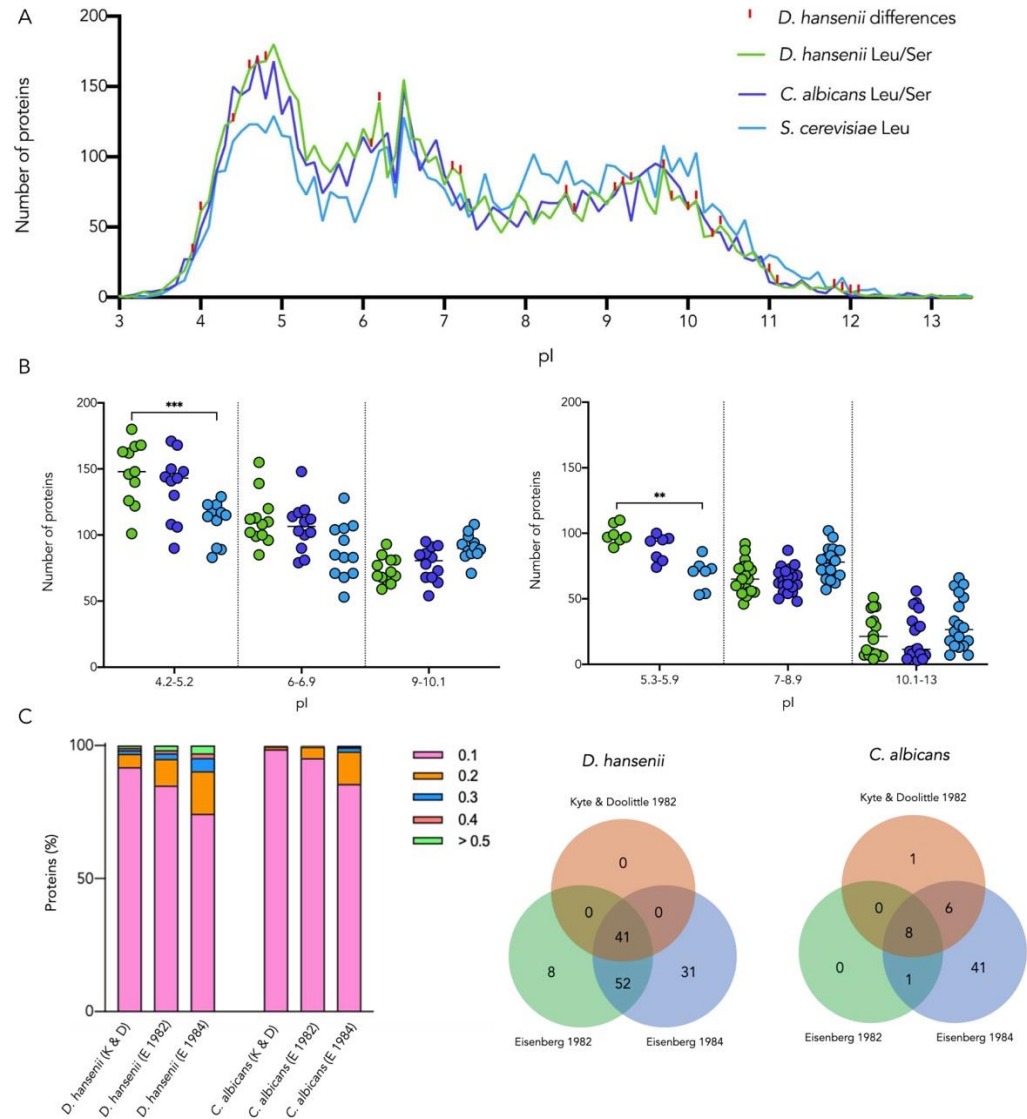 A
Number of proteins
200
150
100
50
0
3 4 5 6 7 8 9 10 11 12 13
pI
D. hansenii differences
D. hansenii Leu/Ser
C. albicans Leu/Ser
S. cerevisiae Leu
B
Number of proteins
200
150
100
50
0
***
4.2-5.2 6-6.9 9-10.1
pI
Number of proteins
200
150
100
50
0
**
5.3-5.9 7-8.9 10.1-13
pI
C
Proteins (%)
100
50
0
D. hansenii (K & D)
D. hansenii (E 1982)
D. hansenii (E 1984)
C. albicans (K & D)
C. albicans (E 1982)
C. albicans (E 1984)
0.1
0.2
0.3
0.4
> 0.5
D. hansenii
Kyte & Doolittle 1982
0
0 0
41
8 52 31
Eisenberg 1982 Eisenberg 1984
C. albicans
Kyte & Doolittle 1982
1
0 6
8
0 1 41
Eisenberg 1982 Eisenberg 1984